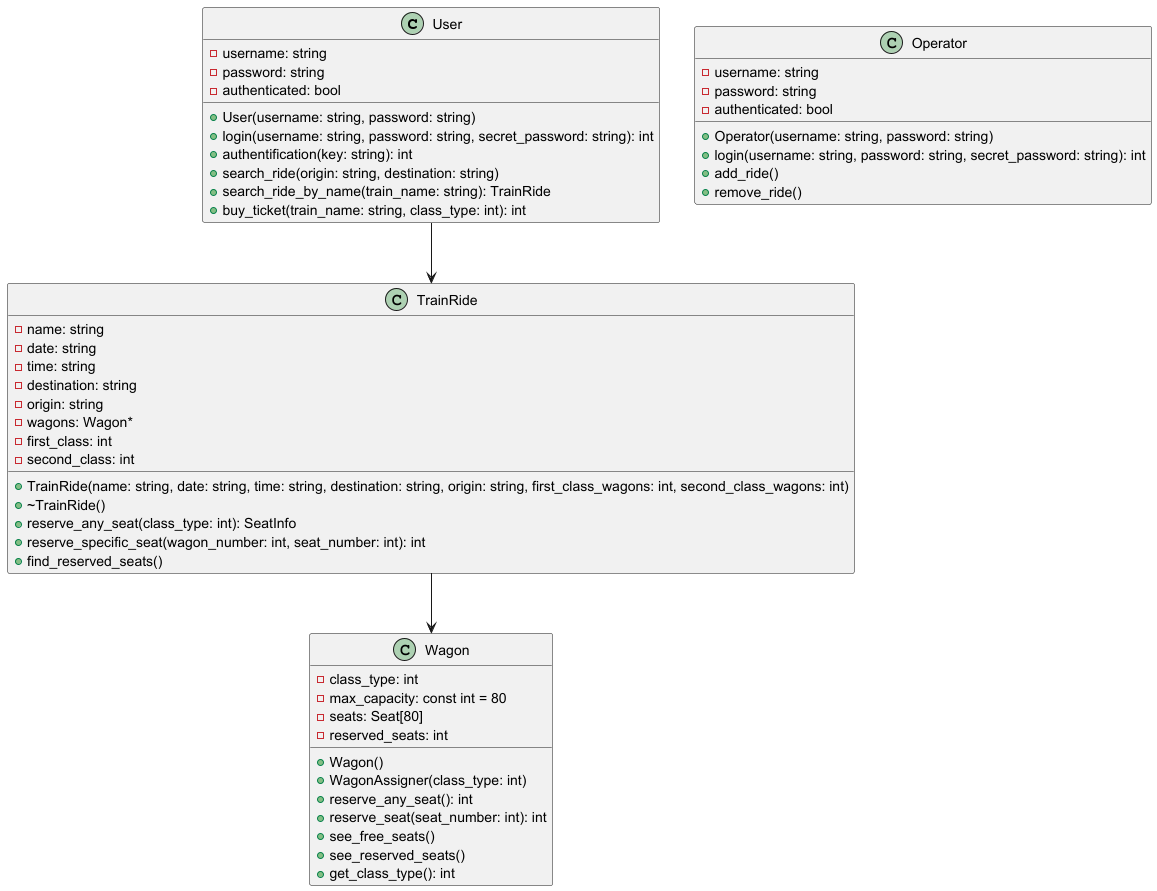 C User
username: string
password: string
authenticated: bool
User(username: string, password: string)
login(username: string, password: string, secret_password: string): int
authentification(key: string): int
search_ride(origin: string, destination: string)
search_ride_by_name(train_name: string): TrainRide
buy_ticket(train_name: string, class_type: int): int
C Operator
username: string
password: string
authenticated: bool
Operator(username: string, password: string)
login(username: string, password: string, secret_password: string): int
add_ride()
remove_ride()
C TrainRide
name: string
date: string
time: string
destination: string
origin: string
wagons: Wagon*
first_class: int
second_class: int
TrainRide(name: string, date: string, time: string, destination: string, origin: string, first_class_wagons: int, second_class_wagons: int)
~TrainRide()
reserve_any_seat(class_type: int): SeatInfo
reserve_specific_seat(wagon_number: int, seat_number: int): int
find_reserved_seats()
C Wagon
class_type: int
max_capacity: const int = 80
seats: Seat[80]
reserved_seats: int
Wagon()
WagonAssigner(class_type: int)
reserve_any_seat(): int
reserve_seat(seat_number: int): int
see_free_seats()
see_reserved_seats()
get_class_type(): int